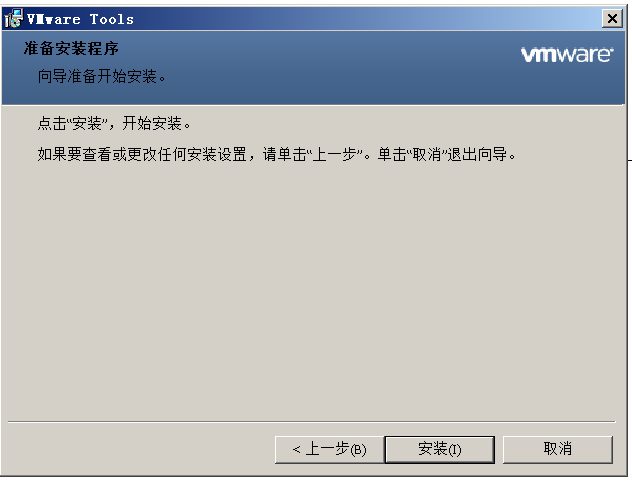 VMware Tools
准备安装程序
向导准备开始安装。
vmware®
点击“安装”，开始安装。
如果要查看或更改任何安装设置，请单击“上一步”。单击“取消”退出向导。
< 上一步(B)
安装(I)
取消